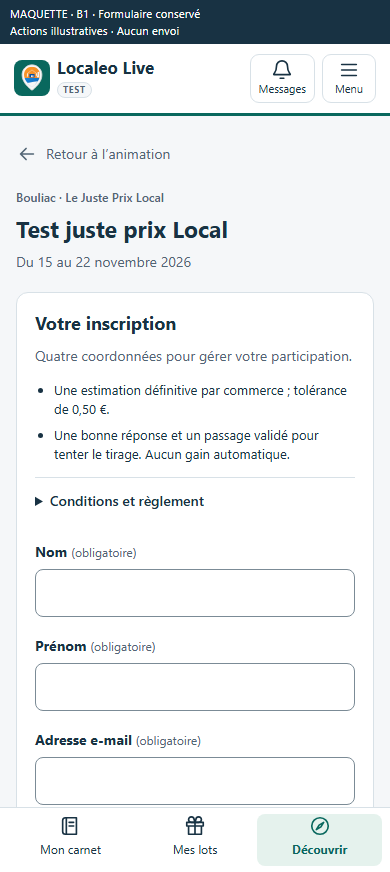 MAQUETTE · B1 · Formulaire conservé
Actions illustratives · Aucun envoi
Localeo Live
TEST
Messages
Menu
← Retour à l’animation
Bouliac · Le Juste Prix Local
Test juste prix Local
Du 15 au 22 novembre 2026
Votre inscription
Quatre coordonnées pour gérer votre participation.
• Une estimation définitive par commerce ; tolérance
de 0,50 €.
• Une bonne réponse et un passage validé pour
tenter le tirage. Aucun gain automatique.
▶ Conditions et règlement
Nom (obligatoire)
Prénom (obligatoire)
Adresse e-mail (obligatoire)
Mon carnet
Mes lots
Découvrir